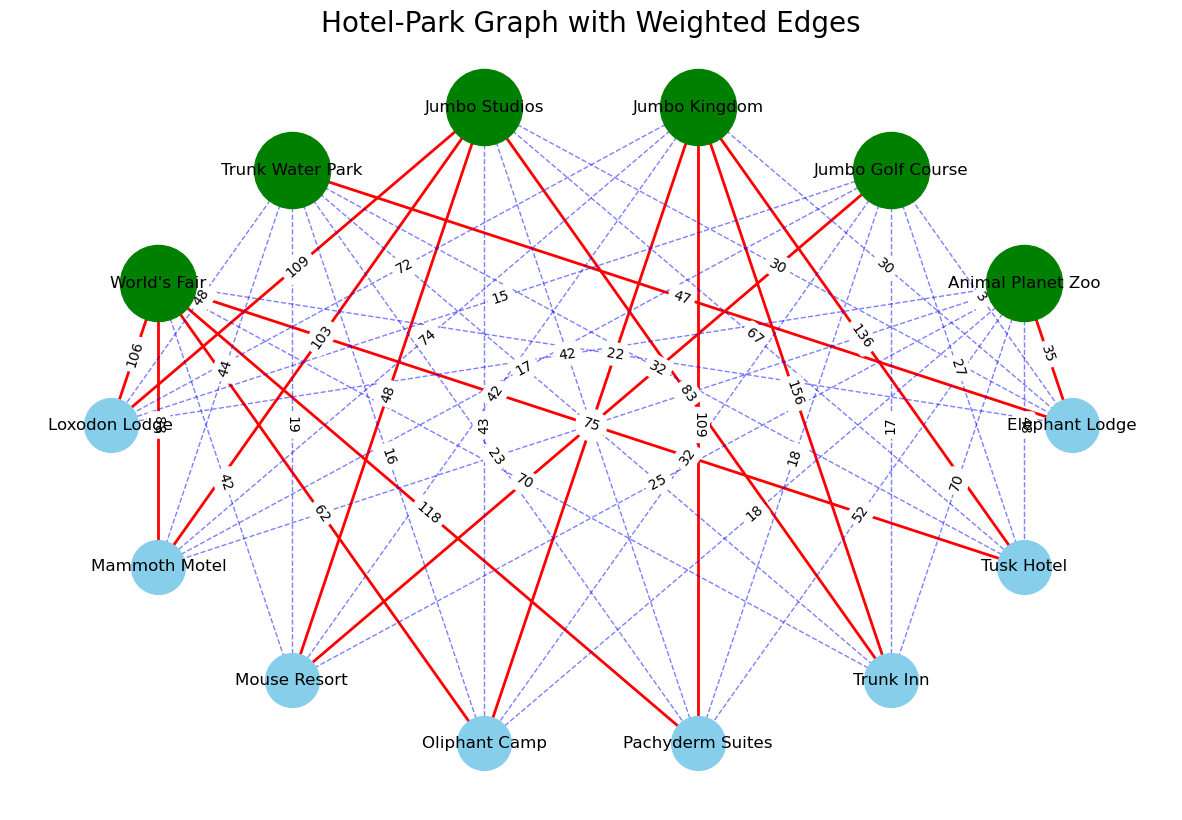 Hotel-Park Graph with Weighted Edges
Jumbo Studios
Jumbo Kingdom
Trunk Water Park
Jumbo Golf Course
World's Fair
Animal Planet Zoo
109
72
30
30
48
15
47
106
103
74
42
22
67
136
35
44
17
32
27
48
42
83
156
19
43
75
109
17
16
23
32
18
42
70
25
70
62
118
18
52
Loxodon Lodge
Elephant Lodge
Mammoth Motel
Tusk Hotel
Mouse Resort
Trunk Inn
Oliphant Camp
Pachyderm Suites